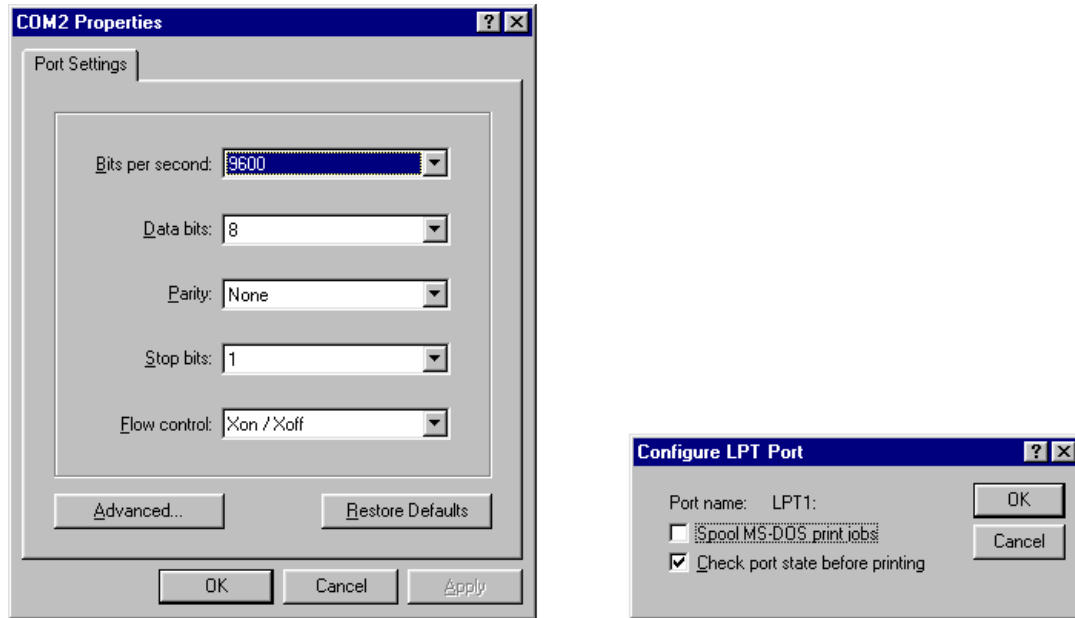 COM2 Properties
Port Settings
Bits per second: 9600
Data bits: 8
Parity: None
Stop bits: 1
Flow control: Xon / Xoff
Advanced... Restore Defaults
OK Cancel Apply
Configure LPT Port
Port name: LPT1: OK
Spool MS-DOS print jobs
Cancel
Check port state before printing